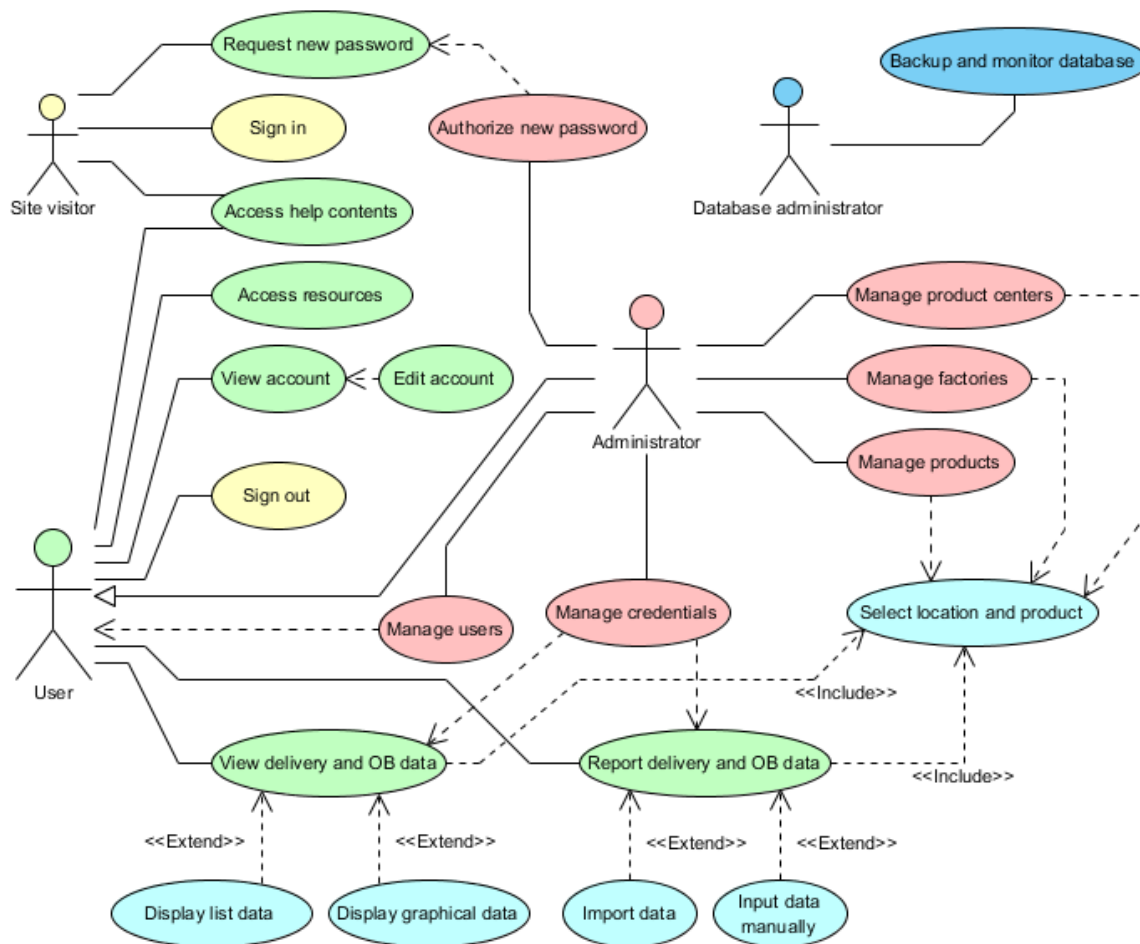 Request new password
Backup and monitor database
Sign in
Authorize new password
Site visitor
Database administrator
Access help contents
Access resources
Manage product centers
View account
Edit account
Manage factories
Administrator
Manage products
Sign out
Manage users
Manage credentials
Select location and product
User
<<Include>>
View delivery and OB data
Report delivery and OB data
<<Include>>
<<Extend>>
<<Extend>>
<<Extend>>
<<Extend>>
Display list data
Display graphical data
Import data
Input data
manually